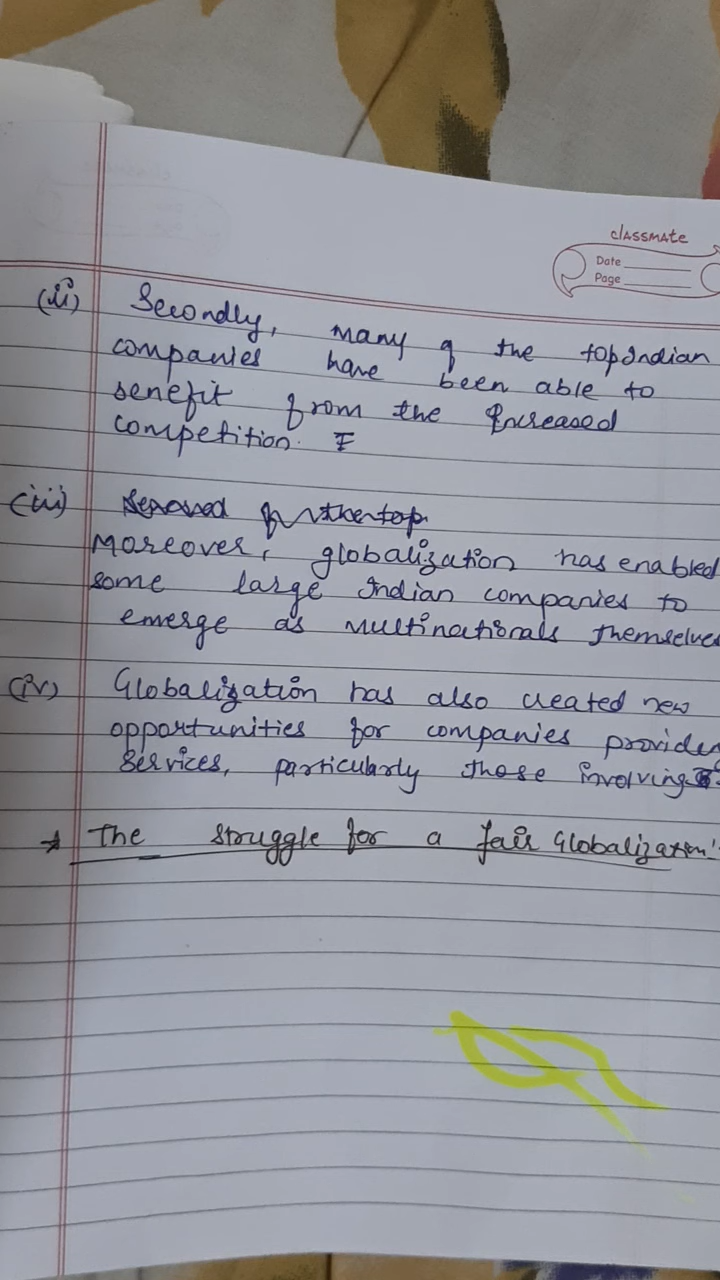 classmate
Date
Page
(ii) Secondly, many of the top Indian
companies have been able to
benefit from the Increased
competition.
(iii)
Moreover, globalization has enabled
some large Indian companies to
emerge as multinationals themselves
(iv) Globalization has also created new
opportunities for companies provider
services, particularly those involving
* The struggle for a fair Globalization: